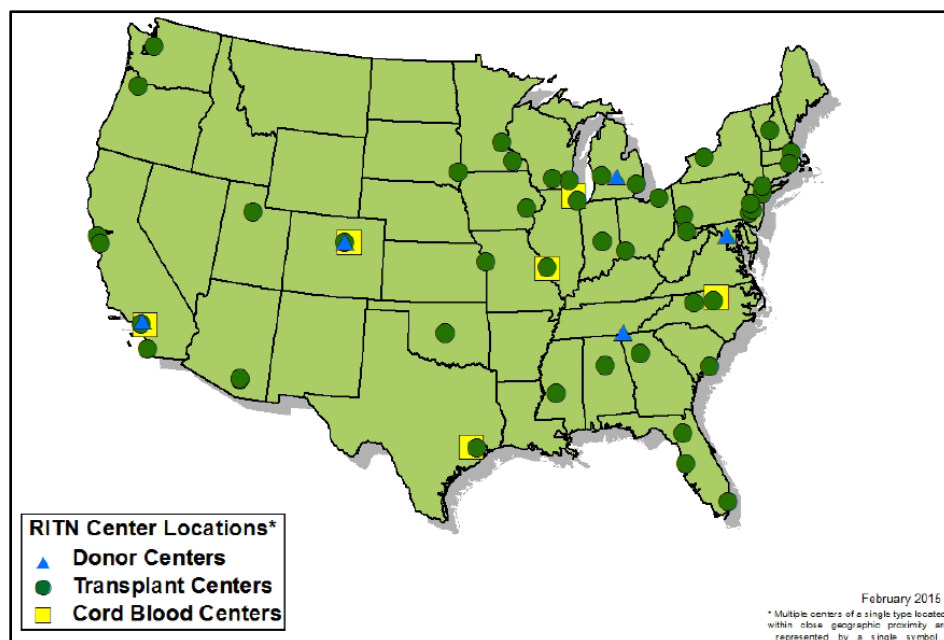 RITN Center Locations*
Donor Centers
Transplant Centers
Cord Blood Centers
February 2015
* Multiple centers of a single type located
within close geographic proximity are
represented by a single symbol.